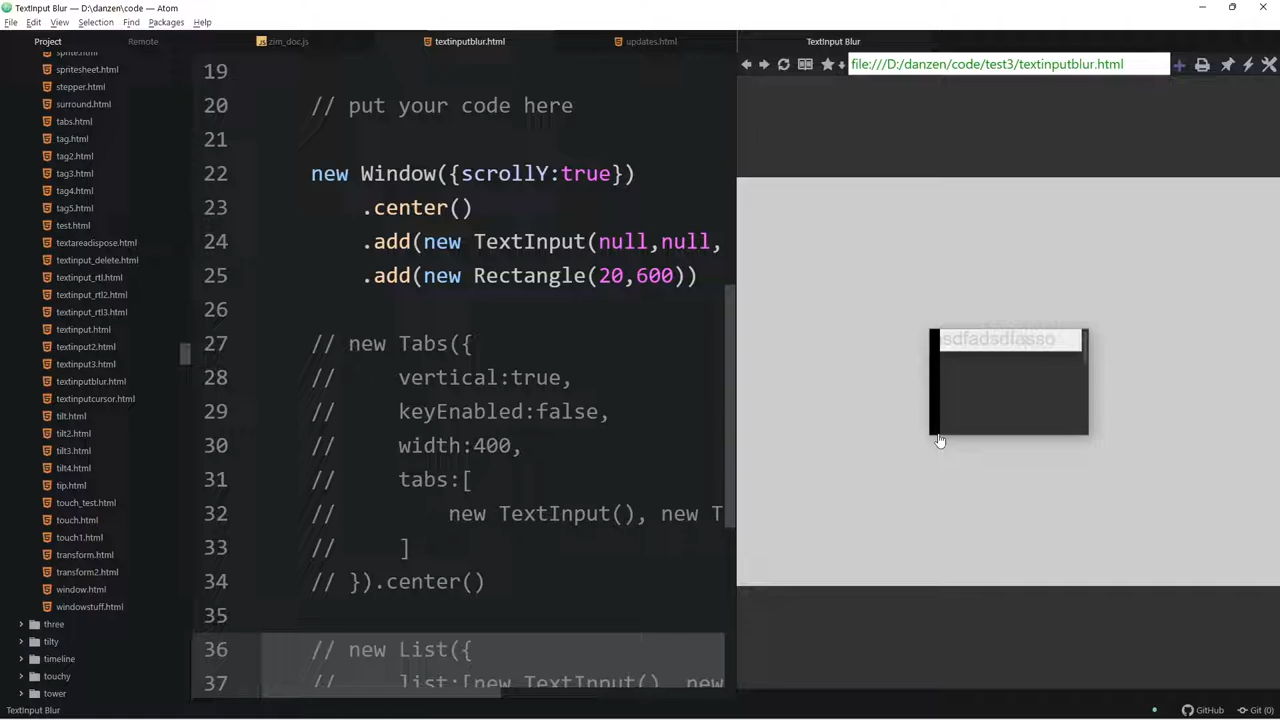 TextInput Blur — D:\danzen\code — Atom
File Edit View Selection Find Packages Help
Project Remote
zim_doc.js textinputblur.html updates.html TextInput Blur
file:///D:/danzen/code/test3/textinputblur.html
sprite.html
spritesheet.html
stepper.html
surround.html
tabs.html
tag.html
tag2.html
tag3.html
tag4.html
tag5.html
test.html
textareadispose.html
textinput_delete.html
textinput_rtl.html
textinput_rtl2.html
textinput_rtl3.html
textinput.html
textinput2.html
textinput3.html
textinputblur.html
textinputcursor.html
tilt.html
tilt2.html
tilt3.html
tilt4.html
tip.html
touch_test.html
touch.html
touch1.html
transform.html
transform2.html
window.html
windowstuff.html
three
tilty
timeline
touchy
tower
19
20 // put your code here
21
22 new Window({scrollY:true})
23 .center()
24 .add(new TextInput(null,null,
25 .add(new Rectangle(20,600))
26
27 // new Tabs({
28 // vertical:true,
29 // keyEnabled:false,
30 // width:400,
31 // tabs:[
32 // new TextInput(), new T
33 // ]
34 // }).center()
35
36 // new List({
37 // list:[new TextInput(), new
TextInput Blur
GitHub Git (0)